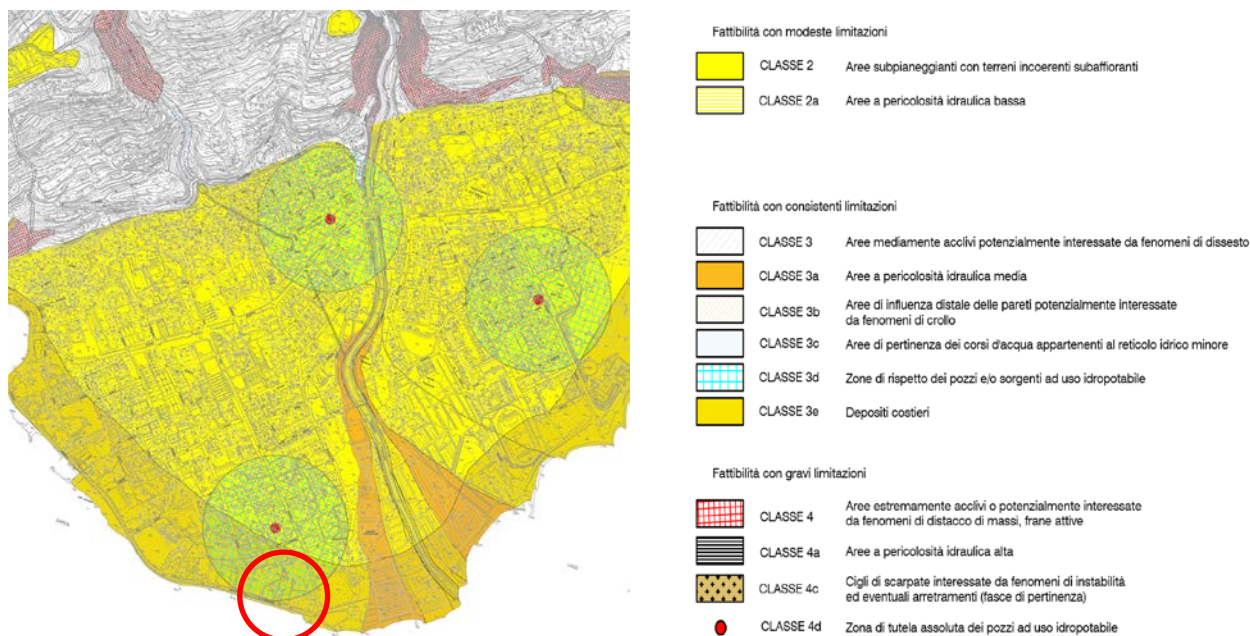 Fattibilità con modeste limitazioni
CLASSE 2 Aree subpianeggianti con terreni incoerenti subaffioranti
CLASSE 2a Aree a pericolosità idraulica bassa
Fattibilità con consistenti limitazioni
CLASSE 3 Aree mediamente acclivi potenzialmente interessate da fenomeni di dissesto
CLASSE 3a Aree a pericolosità idraulica media
CLASSE 3b Aree di influenza distale delle pareti potenzialmente interessate
da fenomeni di crollo
CLASSE 3c Aree di pertinenza dei corsi d'acqua appartenenti al reticolo idrico minore
CLASSE 3d Zone di rispetto dei pozzi e/o sorgenti ad uso idropotabile
CLASSE 3e Depositi costieri
Fattibilità con gravi limitazioni
CLASSE 4 Aree estremamente acclivi o potenzialmente interessate
da fenomeni di distacco di massi, frane attive
CLASSE 4a Aree a pericolosità idraulica alta
CLASSE 4c Cigli di scarpate interessate da fenomeni di instabilità
ed eventuali arretramenti (fasce di pertinenza)
CLASSE 4d Zona di tutela assoluta dei pozzi ad uso idropotabile